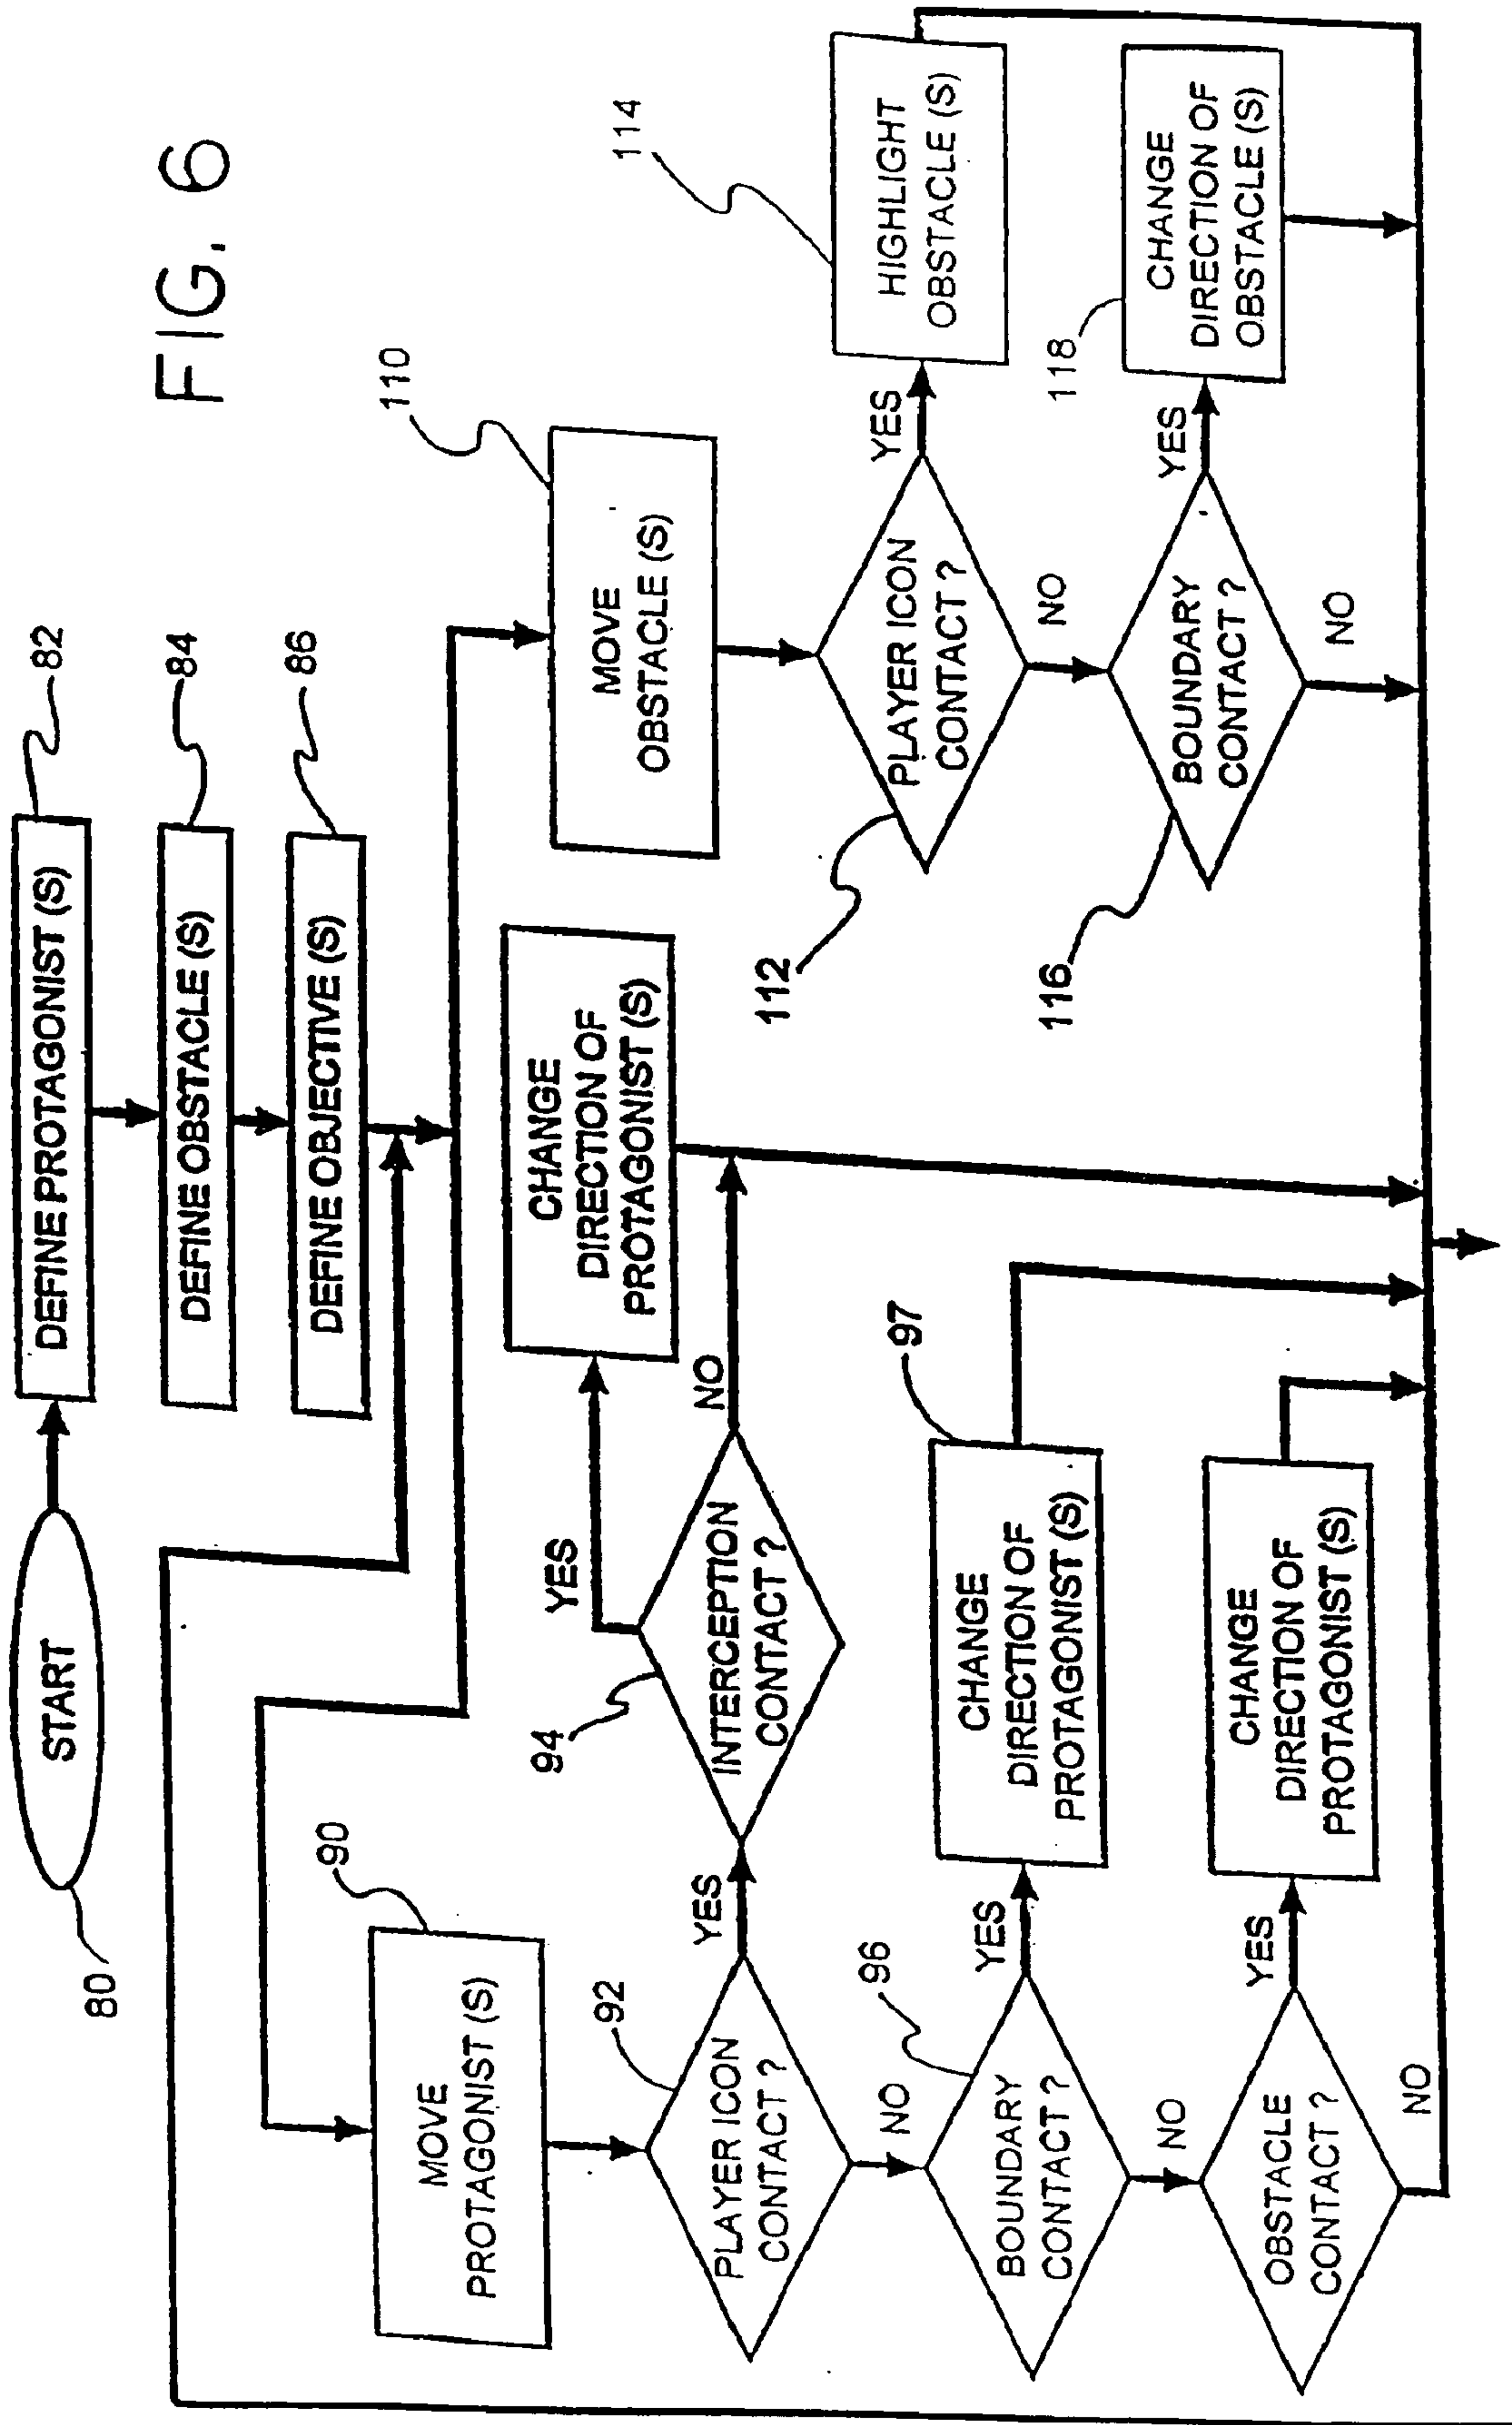 FIG. 6
80
START
DEFINE PROTAGONIST (S)
82
DEFINE OBSTACLE (S)
84
DEFINE OBJECTIVE (S)
86
90
MOVE
PROTAGONIST (S)
92
PLAYER ICON
CONTACT ?
YES
NO
94
INTERCEPTION
CONTACT ?
YES
NO
CHANGE
DIRECTION OF
PROTAGONIST (S)
96
BOUNDARY
CONTACT ?
YES
NO
97
CHANGE
DIRECTION OF
PROTAGONIST (S)
OBSTACLE
CONTACT ?
YES
NO
CHANGE
DIRECTION OF
PROTAGONIST (S)
110
MOVE
OBSTACLE (S)
112
PLAYER ICON
CONTACT ?
YES
NO
114
HIGHLIGHT
OBSTACLE (S)
116
BOUNDARY
CONTACT ?
YES
NO
118
CHANGE
DIRECTION OF
OBSTACLE (S)